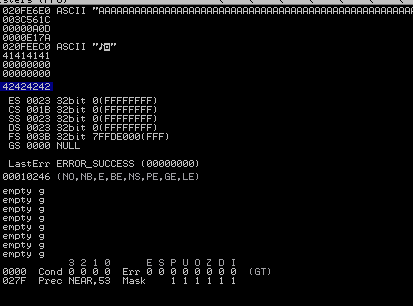 020FE6E0 ASCII "AAAAAAAAAAAAAAAAAAAAAAAAAAAAAAAAAAAAAAAAAAAA
003C561C
00000A0D
0000E17A
020FEEC0 ASCII "♪◘"
41414141
00000000
00000000
42424242
ES 0023 32bit 0(FFFFFFFF)
CS 001B 32bit 0(FFFFFFFF)
SS 0023 32bit 0(FFFFFFFF)
DS 0023 32bit 0(FFFFFFFF)
FS 003B 32bit 7FFDE000(FFF)
GS 0000 NULL
LastErr ERROR_SUCCESS (00000000)
00010246 (NO,NB,E,BE,NS,PE,GE,LE)
empty g
empty g
empty g
empty g
empty g
empty g
empty g
empty g
3 2 1 0 E S P U O Z D I
0000 Cond 0 0 0 0 Err 0 0 0 0 0 0 0 0 (GT)
027F Prec NEAR,53 Mask 1 1 1 1 1 1